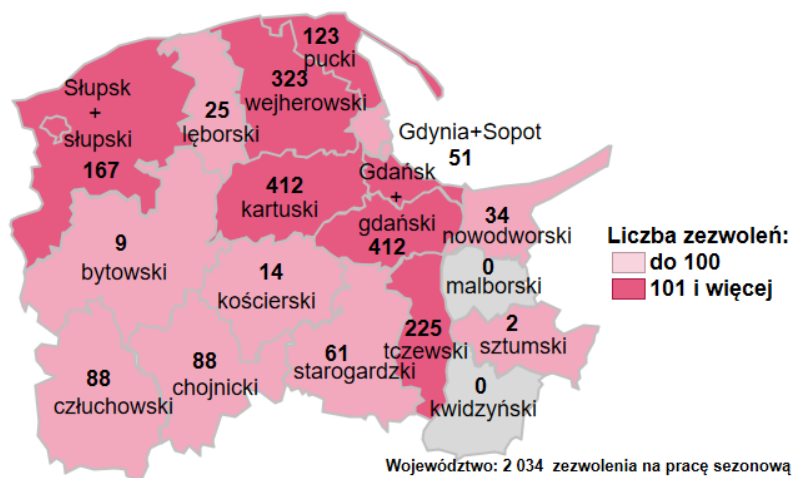 123
pucki
323
wejherowski
Słupsk
+
słupski
167
25
lęborski
Gdynia+Sopot
51
412
kartuski
Gdańsk
+
gdański
412
34
nowodworski
9
bytowski
14
kościerski
0
malborski
Liczba zezwoleń:
do 100
101 i więcej
225
tczewski
2
sztumski
61
starogardzki
88
chojnicki
88
człuchowski
0
kwidzyński
Województwo: 2 034 zezwolenia na pracę sezonową